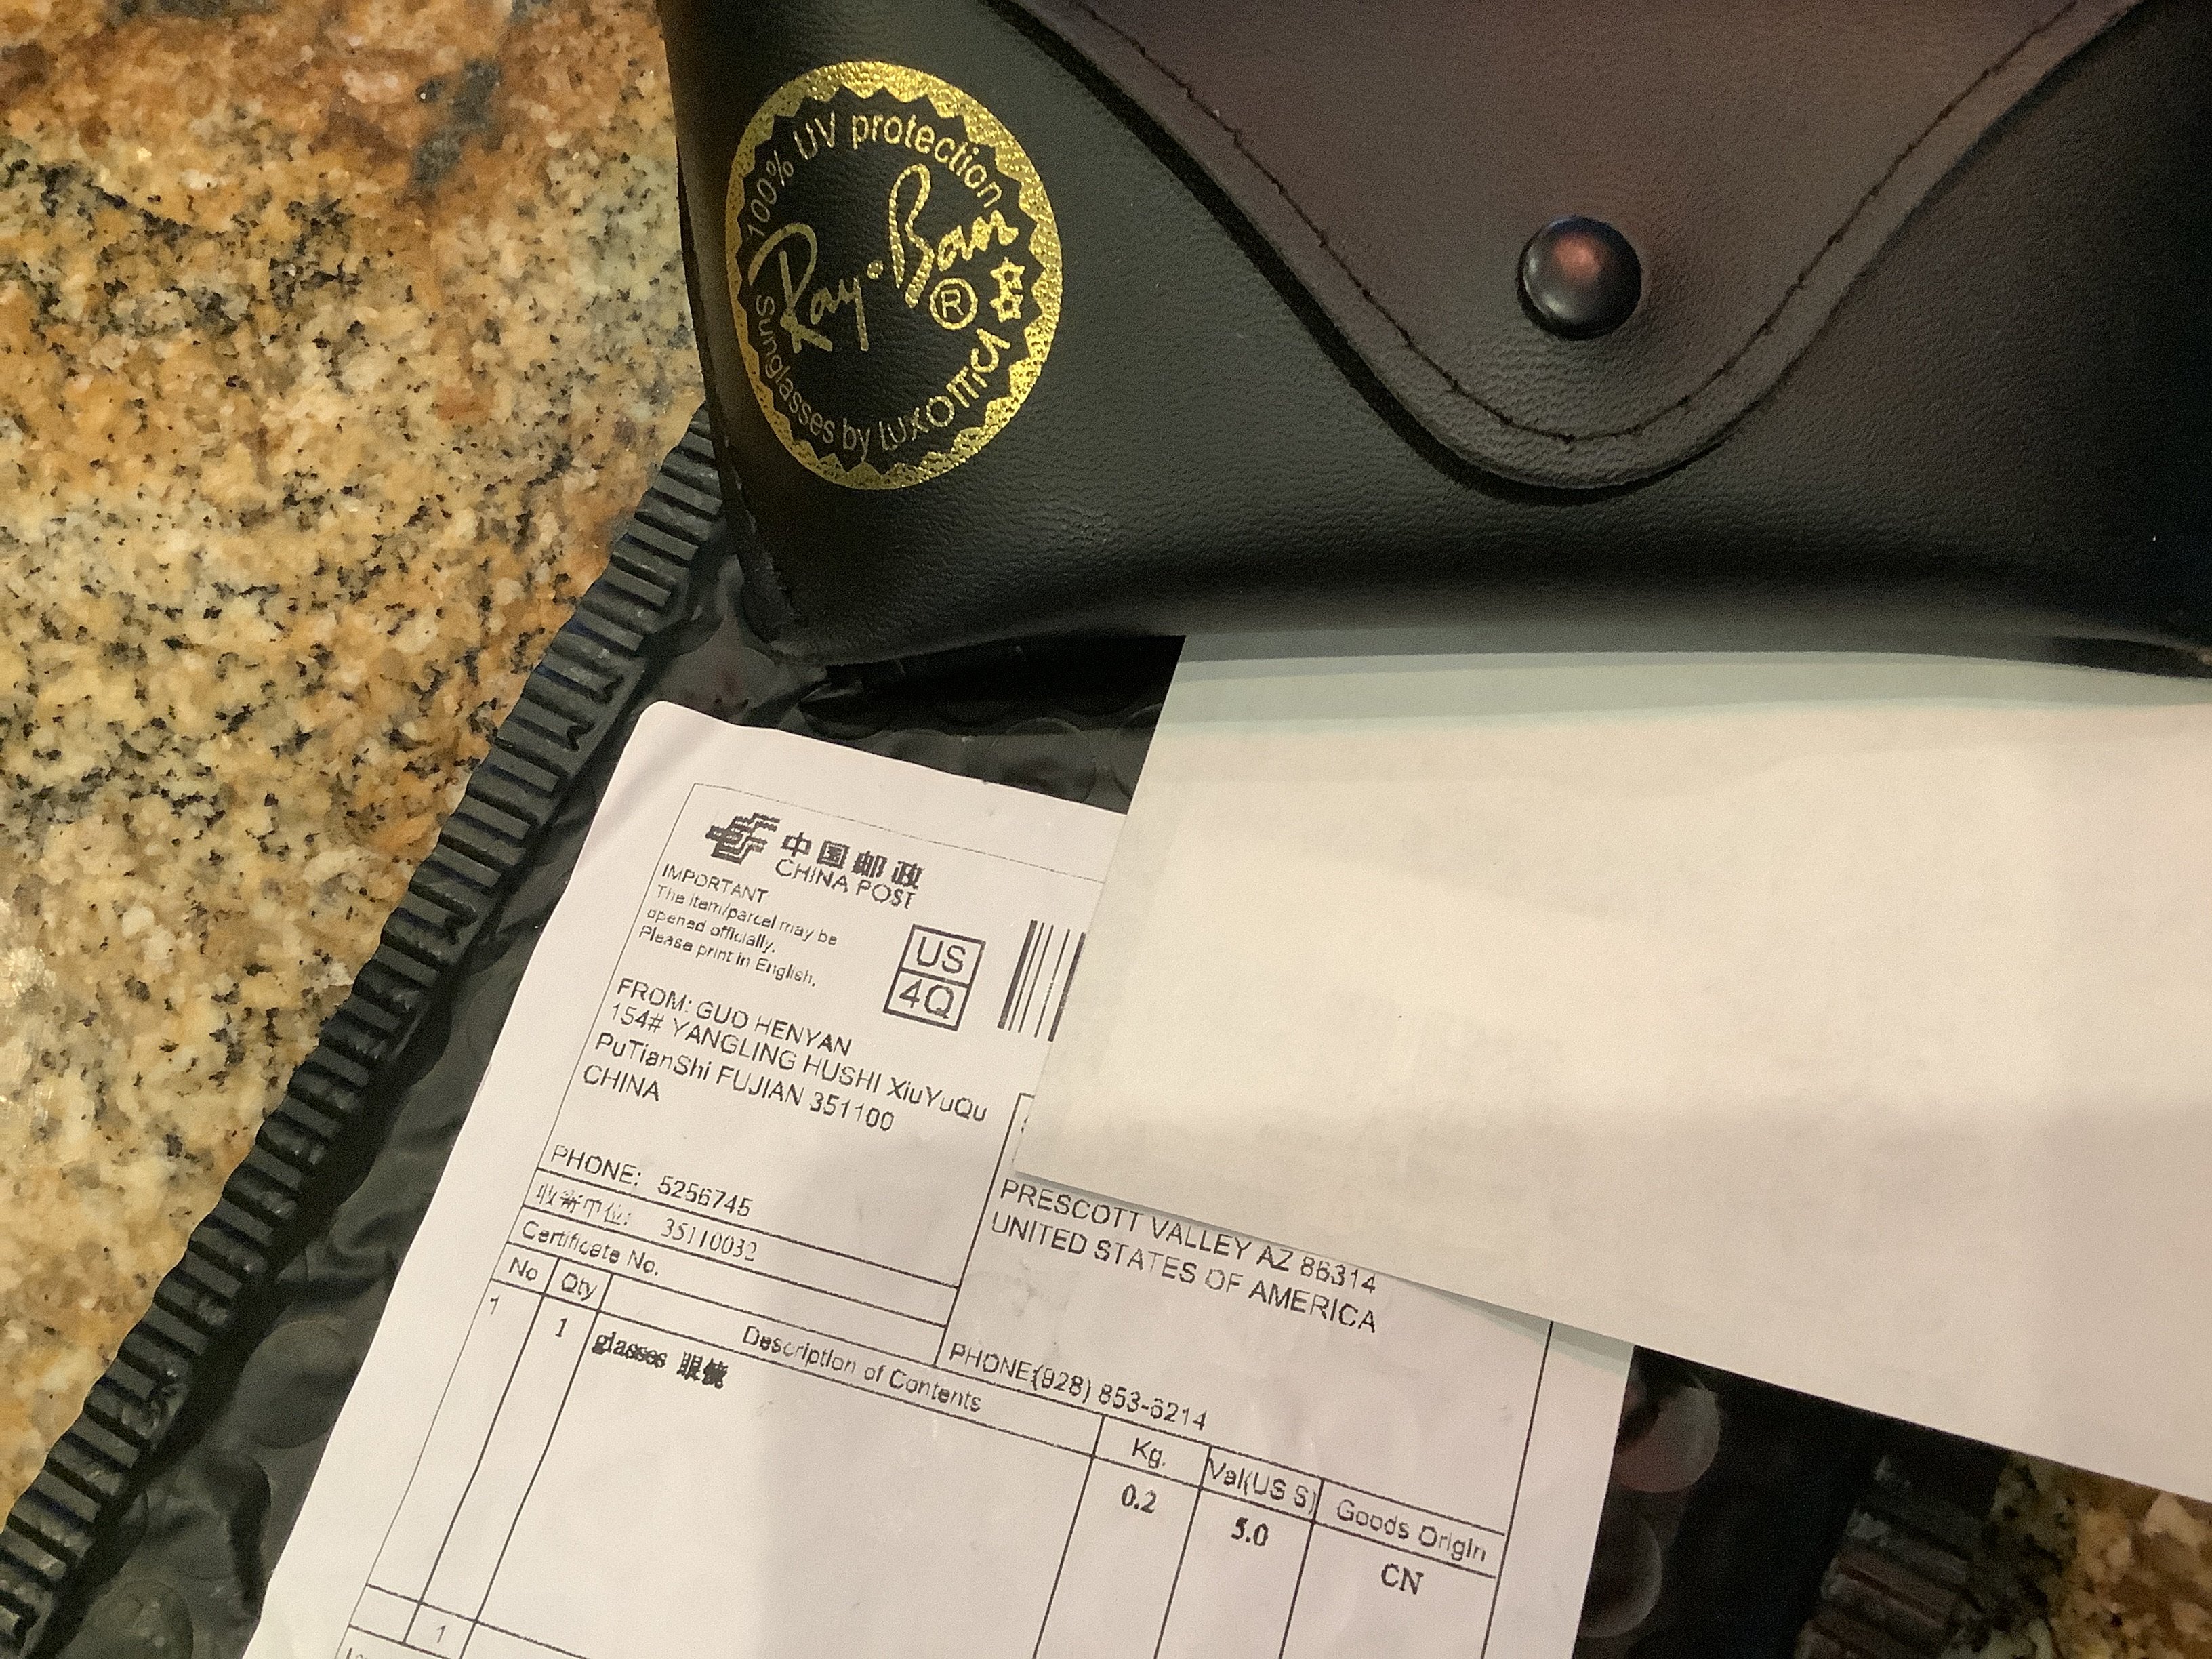 100% UV protection
Ray-Ban
®
Sunglasses by LUXOTTICA
中国邮政
CHINA POST
IMPORTANT
The item/parcel may be
opened officially.
Please print in English.
US
4Q
FROM: GUO HENYAN
154# YANGLING HUSHI XiuYuQu
PuTianShi FUJIAN 351100
CHINA
PHONE: 5256745
35110032
Certificate No.
PRESCOTT VALLEY AZ 86314
UNITED STATES OF AMERICA
PHONE:(928) 853-6214
No Qty Description of Contents Kg. Val(US $) Goods Origin
1 1 glasses 眼镜 0.2 5.0 CN
1